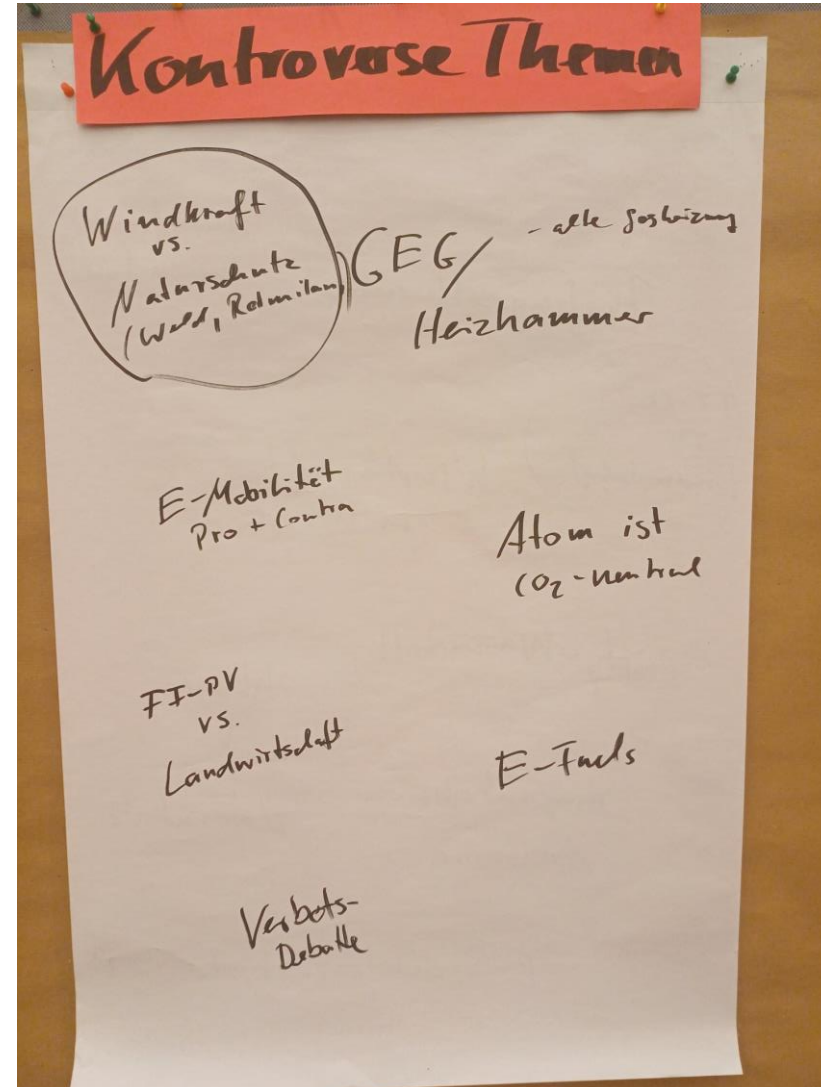 Kontroverse Themen
Windkraft
vs.
Naturschutz
(Wald, Rotmilan)
GEG/
- alte Gasheizung
Heizhammer
E-Mobilität
Pro + Contra
Atom ist
CO2-neutral
FF-PV
vs.
Landwirtschaft
E-Fuels
Verbots-
Debatte